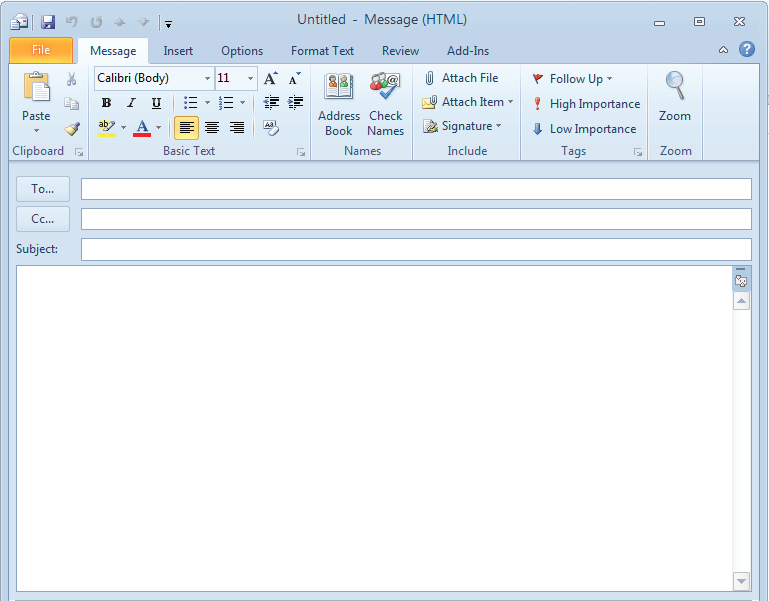 Untitled - Message (HTML)
File Message Insert Options Format Text Review Add-Ins
Calibri (Body) 11
Attach File
Follow Up
Attach Item
High Importance
Paste
Address Book
Check Names
Signature
Low Importance
Zoom
Clipboard Basic Text Names Include Tags Zoom
To...
Cc...
Subject: